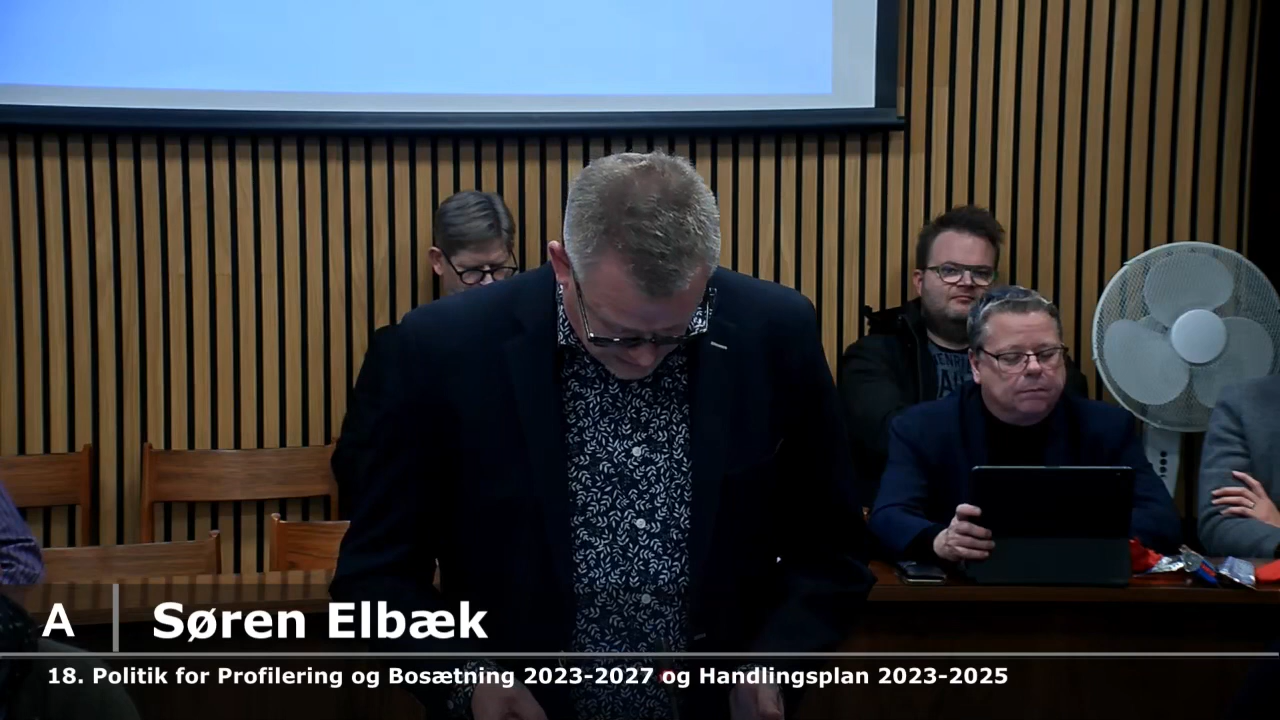 A
Søren Elbæk
18. Politik for Profilering og Bosætning 2023-2027 og Handlingsplan 2023-2025